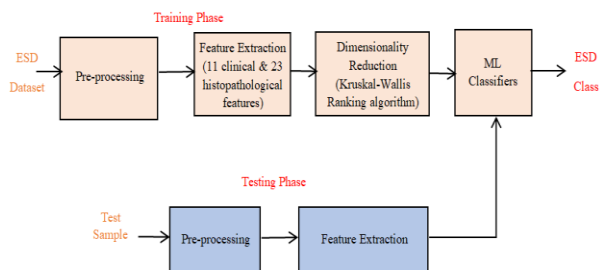 Training Phase
ESD
Dataset
Pre-processing
Feature Extraction
(11 clinical & 23
histopathological
features)
Dimensionality
Reduction
(Kruskal-Wallis
Ranking algorithm)
ML
Classifiers
ESD
Class
Testing Phase
Test
Sample
Pre-processing
Feature Extraction